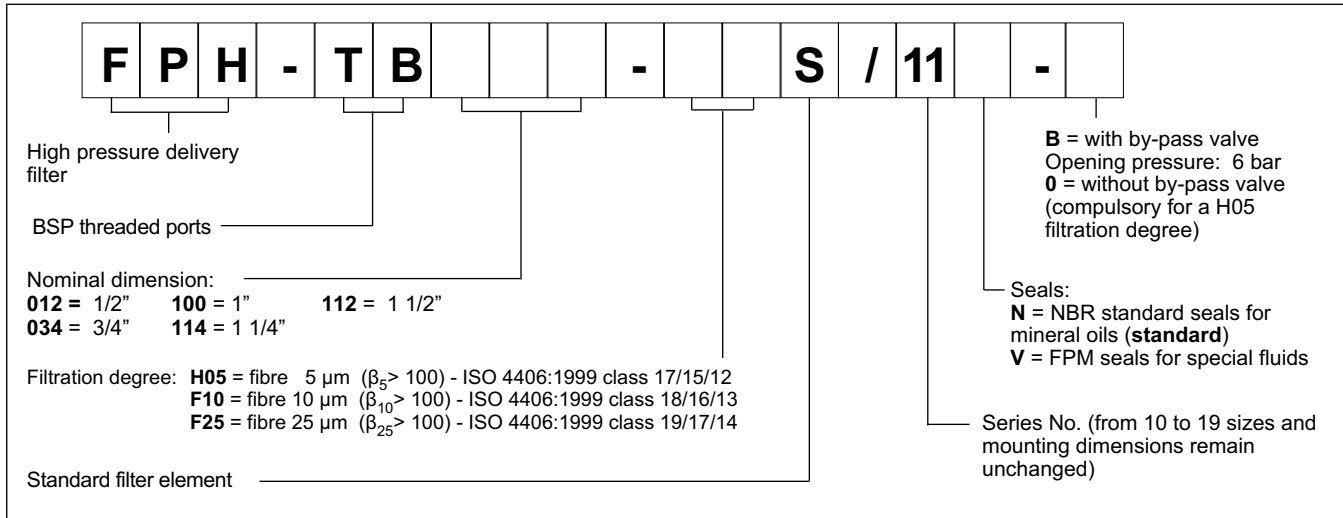 FPH-TB - S/11 -
High pressure delivery
filter
BSP threaded ports
Nominal dimension:
012 = 1/2” 100 = 1” 112 = 1 1/2”
034 = 3/4” 114 = 1 1/4”
Filtration degree: H05 = fibre 5 µm (β5> 100) - ISO 4406:1999 class 17/15/12
F10 = fibre 10 µm (β10> 100) - ISO 4406:1999 class 18/16/13
F25 = fibre 25 µm (β25> 100) - ISO 4406:1999 class 19/17/14
Standard filter element
B = with by-pass valve
Opening pressure: 6 bar
0 = without by-pass valve
(compulsory for a H05
filtration degree)
Seals:
N = NBR standard seals for
mineral oils (standard)
V = FPM seals for special fluids
Series No. (from 10 to 19 sizes and
mounting dimensions remain
unchanged)